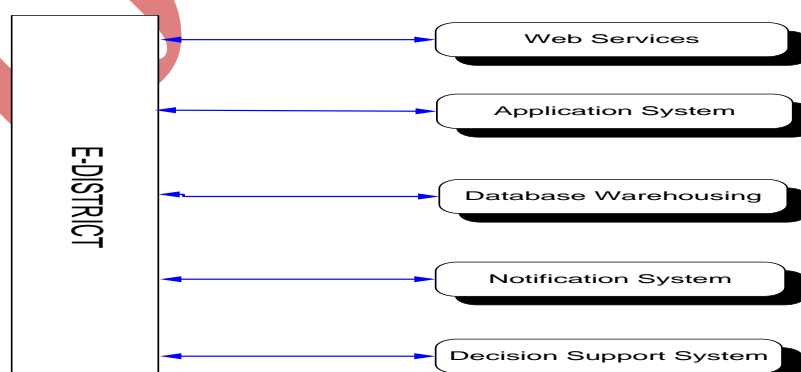 E-DISTRICT
Web Services
Application System
Database Warehousing
Notification System
Decision Support System